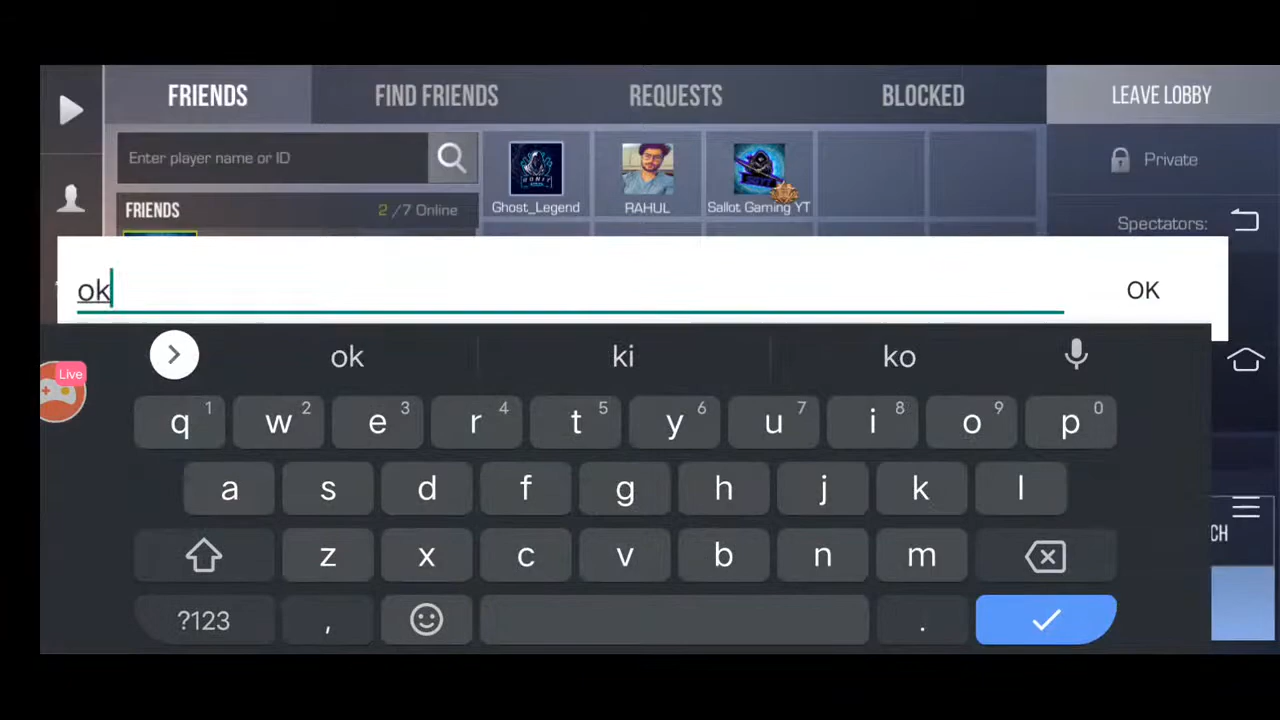 FRIENDS
FIND FRIENDS
REQUESTS
BLOCKED
LEAVE LOBBY
Enter player name or ID
Private
Ghost_Legend
RAHUL
Sallot Gaming YT
FRIENDS
2 /7 Online
Spectators:
ok
OK
Live
ok
ki
ko
q 1 w 2 e 3 r 4 t 5 y 6 u 7 i 8 o 9 p 0
a s d f g h j k l
z x c v b n m
CH
?123 , .